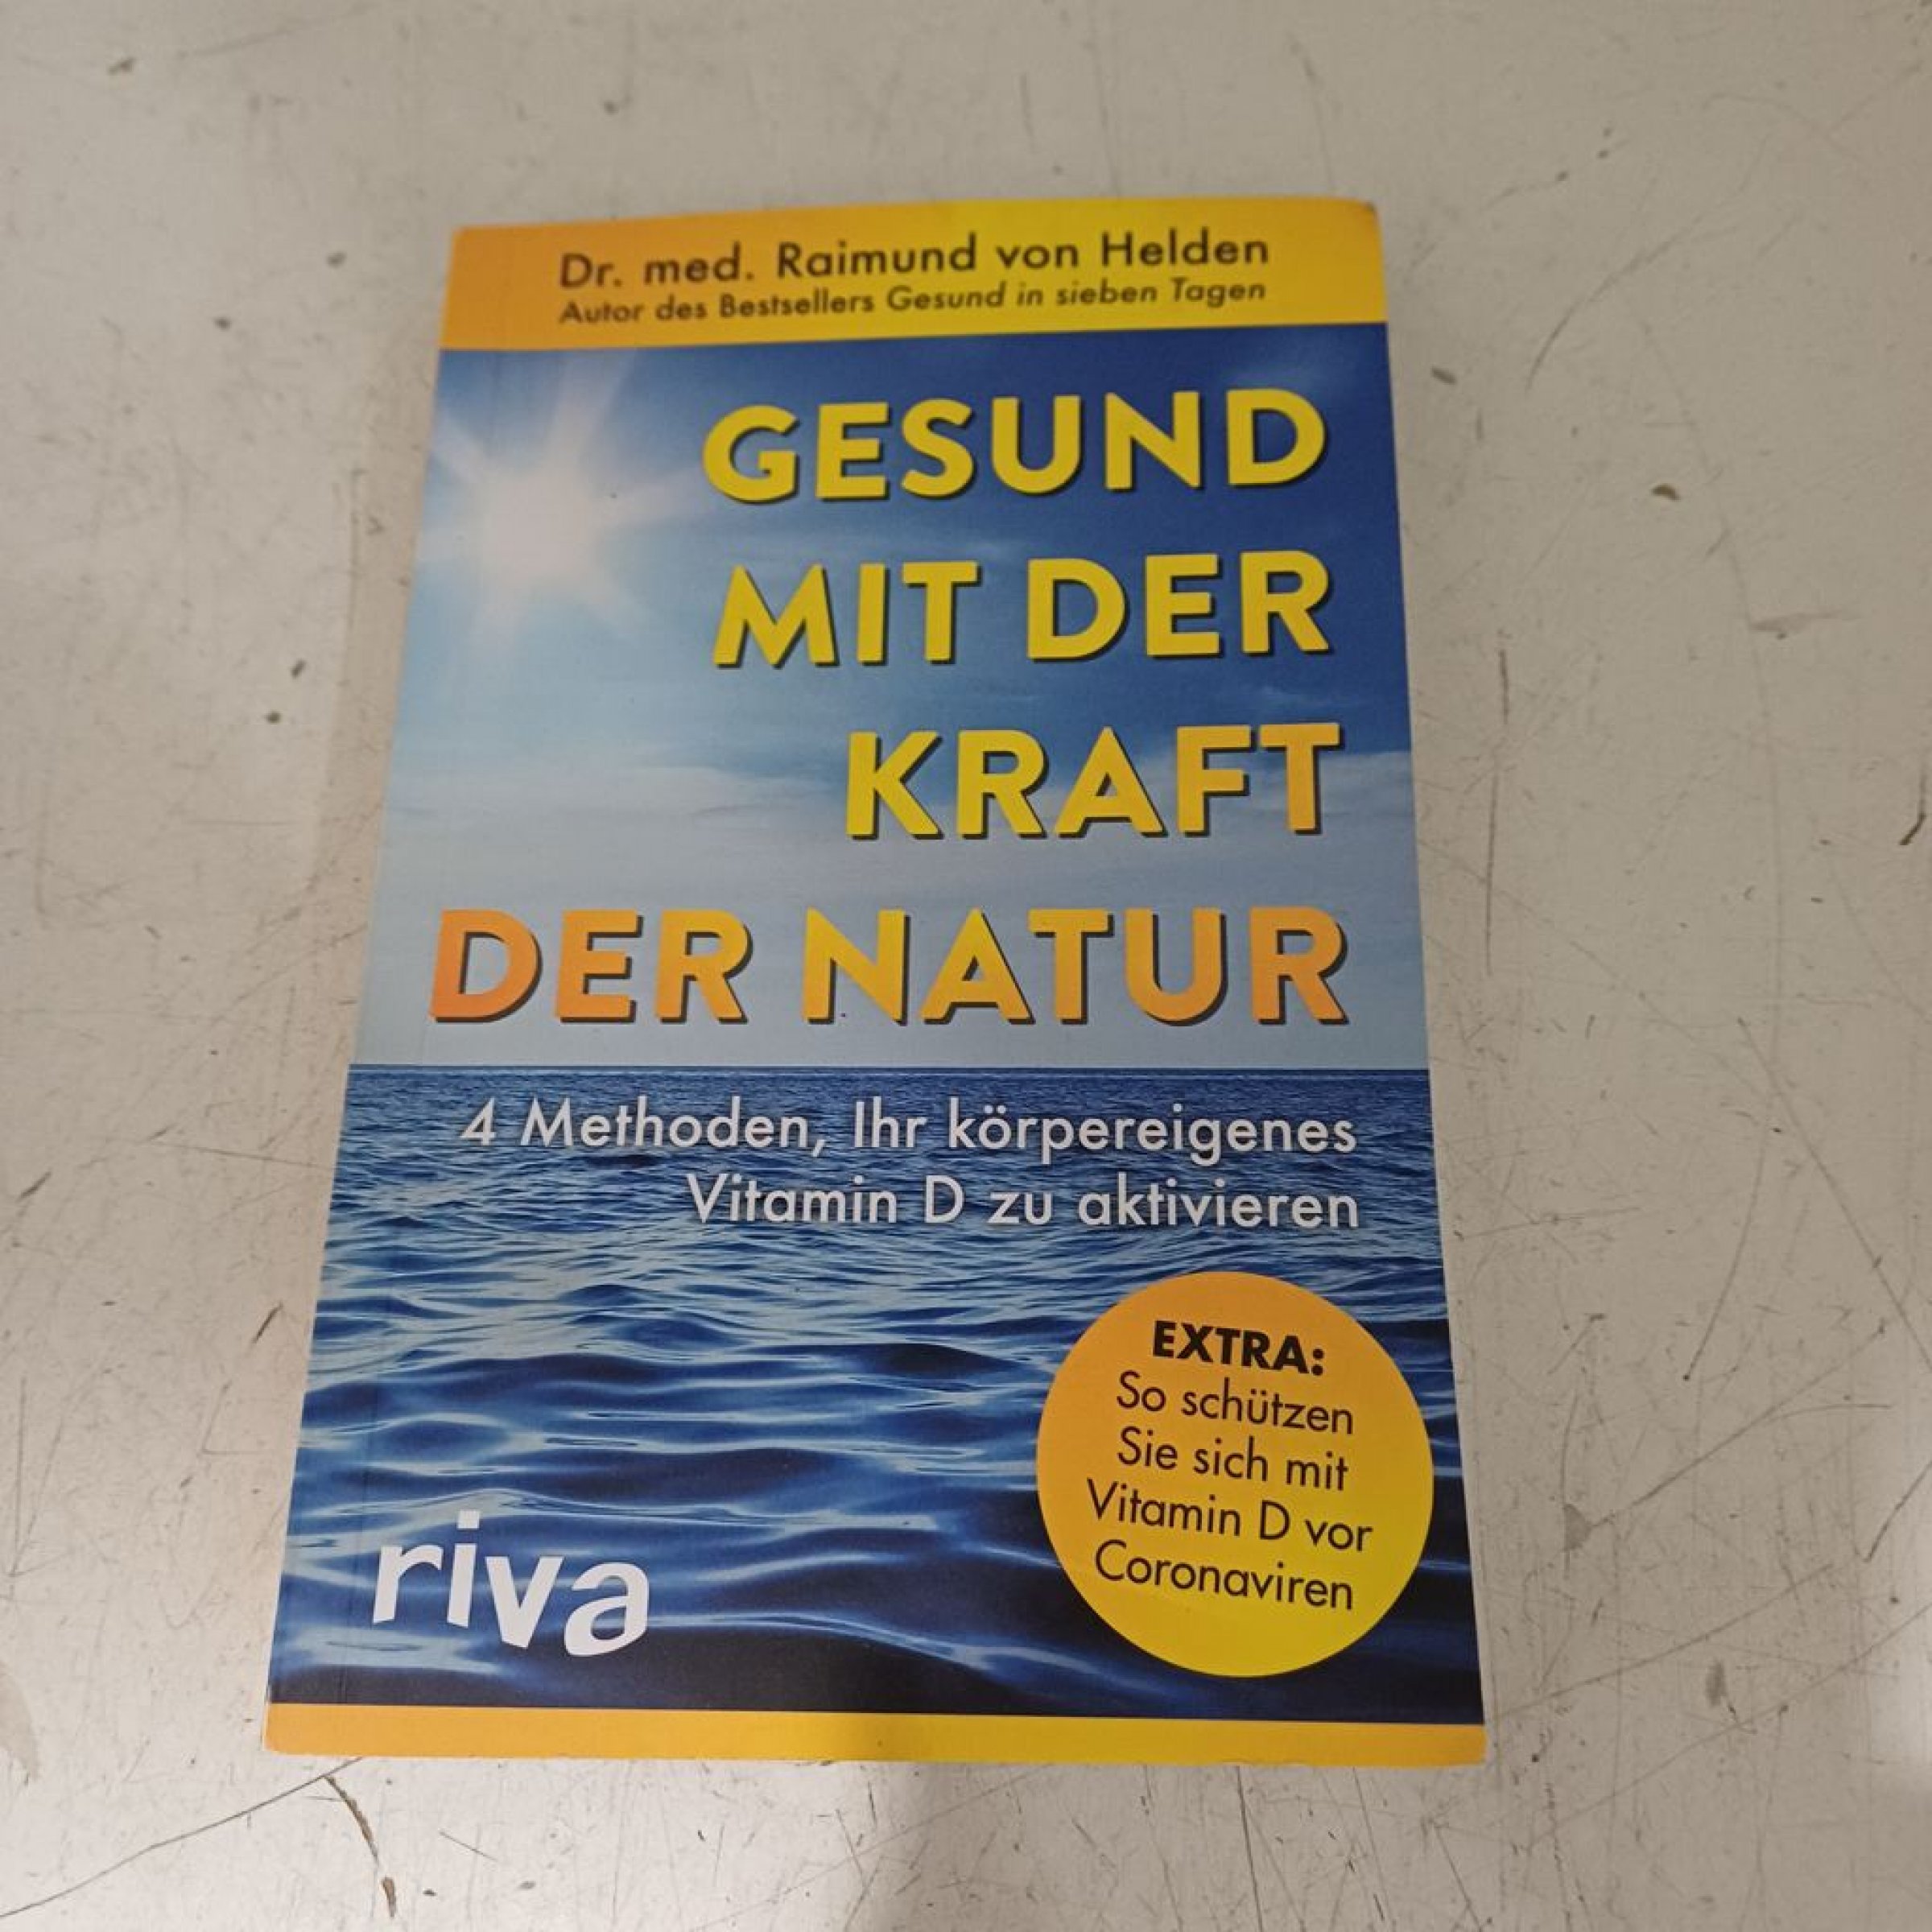 Dr. med. Raimund von Helden
Autor des Bestsellers Gesund in sieben Tagen
GESUND
MIT DER
KRAFT
DER NATUR
4 Methoden, Ihr körpereigenes
Vitamin D zu aktivieren
EXTRA:
So schützen
Sie sich mit
Vitamin D vor
Coronaviren
riva